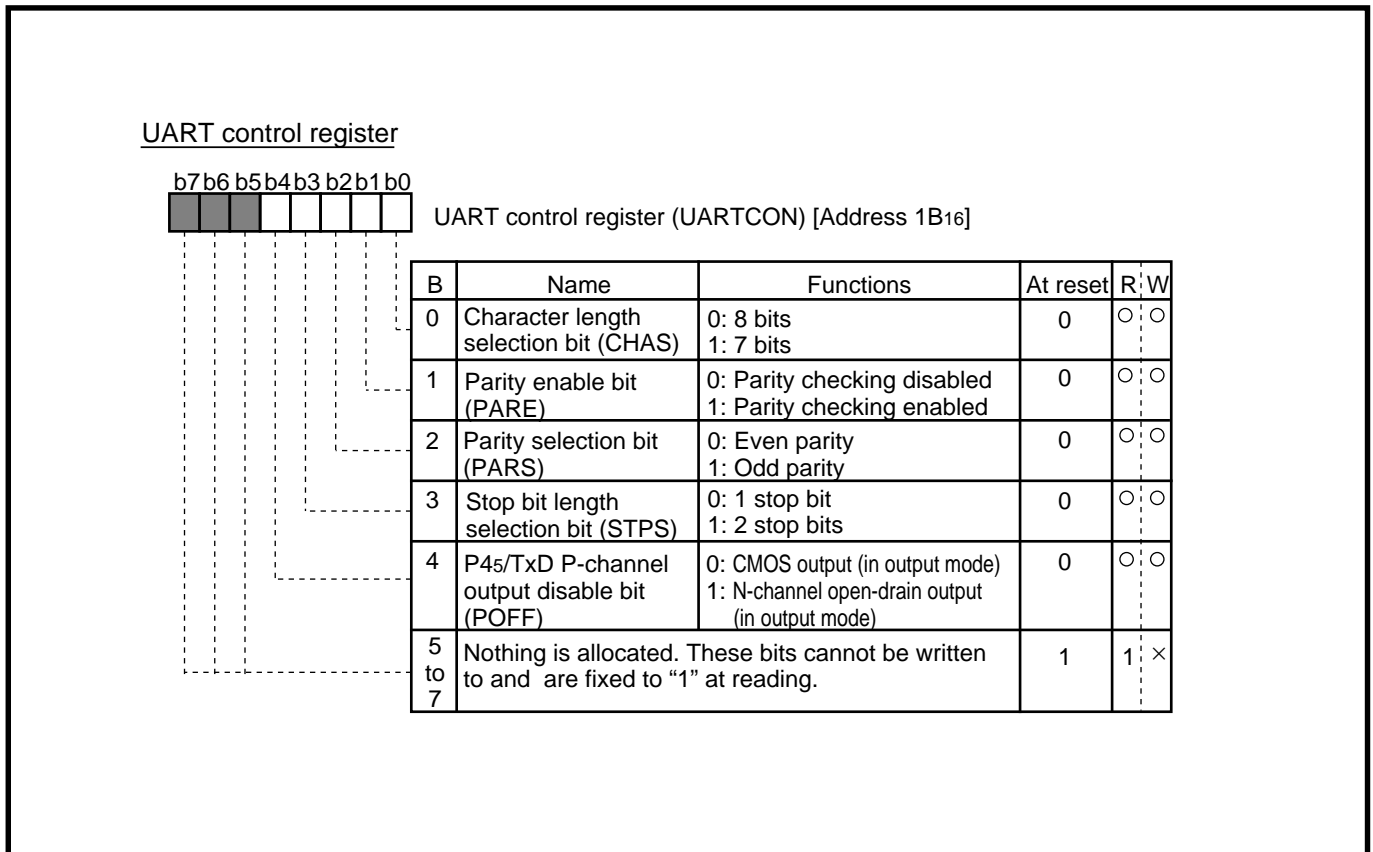 UART control register
b7 b6 b5 b4 b3 b2 b1 b0
UART control register (UARTCON) [Address 1B16]
B Name Functions At reset R W
0 Character length selection bit (CHAS) 0: 8 bits 1: 7 bits 0 ○ ○
1 Parity enable bit (PARE) 0: Parity checking disabled 1: Parity checking enabled 0 ○ ○
2 Parity selection bit (PARS) 0: Even parity 1: Odd parity 0 ○ ○
3 Stop bit length selection bit (STPS) 0: 1 stop bit 1: 2 stop bits 0 ○ ○
4 P45/TxD P-channel output disable bit (POFF) 0: CMOS output (in output mode) 1: N-channel open-drain output (in output mode) 0 ○ ○
5 to 7 Nothing is allocated. These bits cannot be written to and are fixed to “1” at reading. 1 1 ×